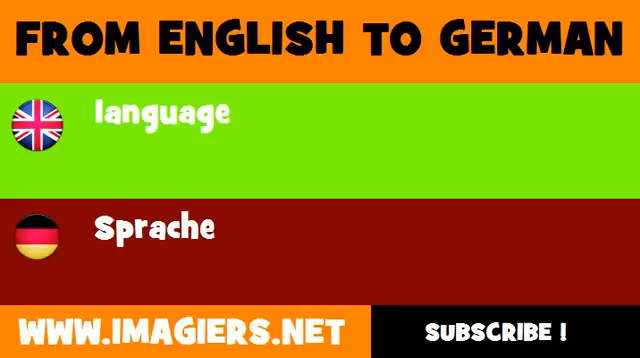 FROM ENGLISH TO GERMAN
language
Sprache
WWW.IMAGIERS.NET
SUBSCRIBE !